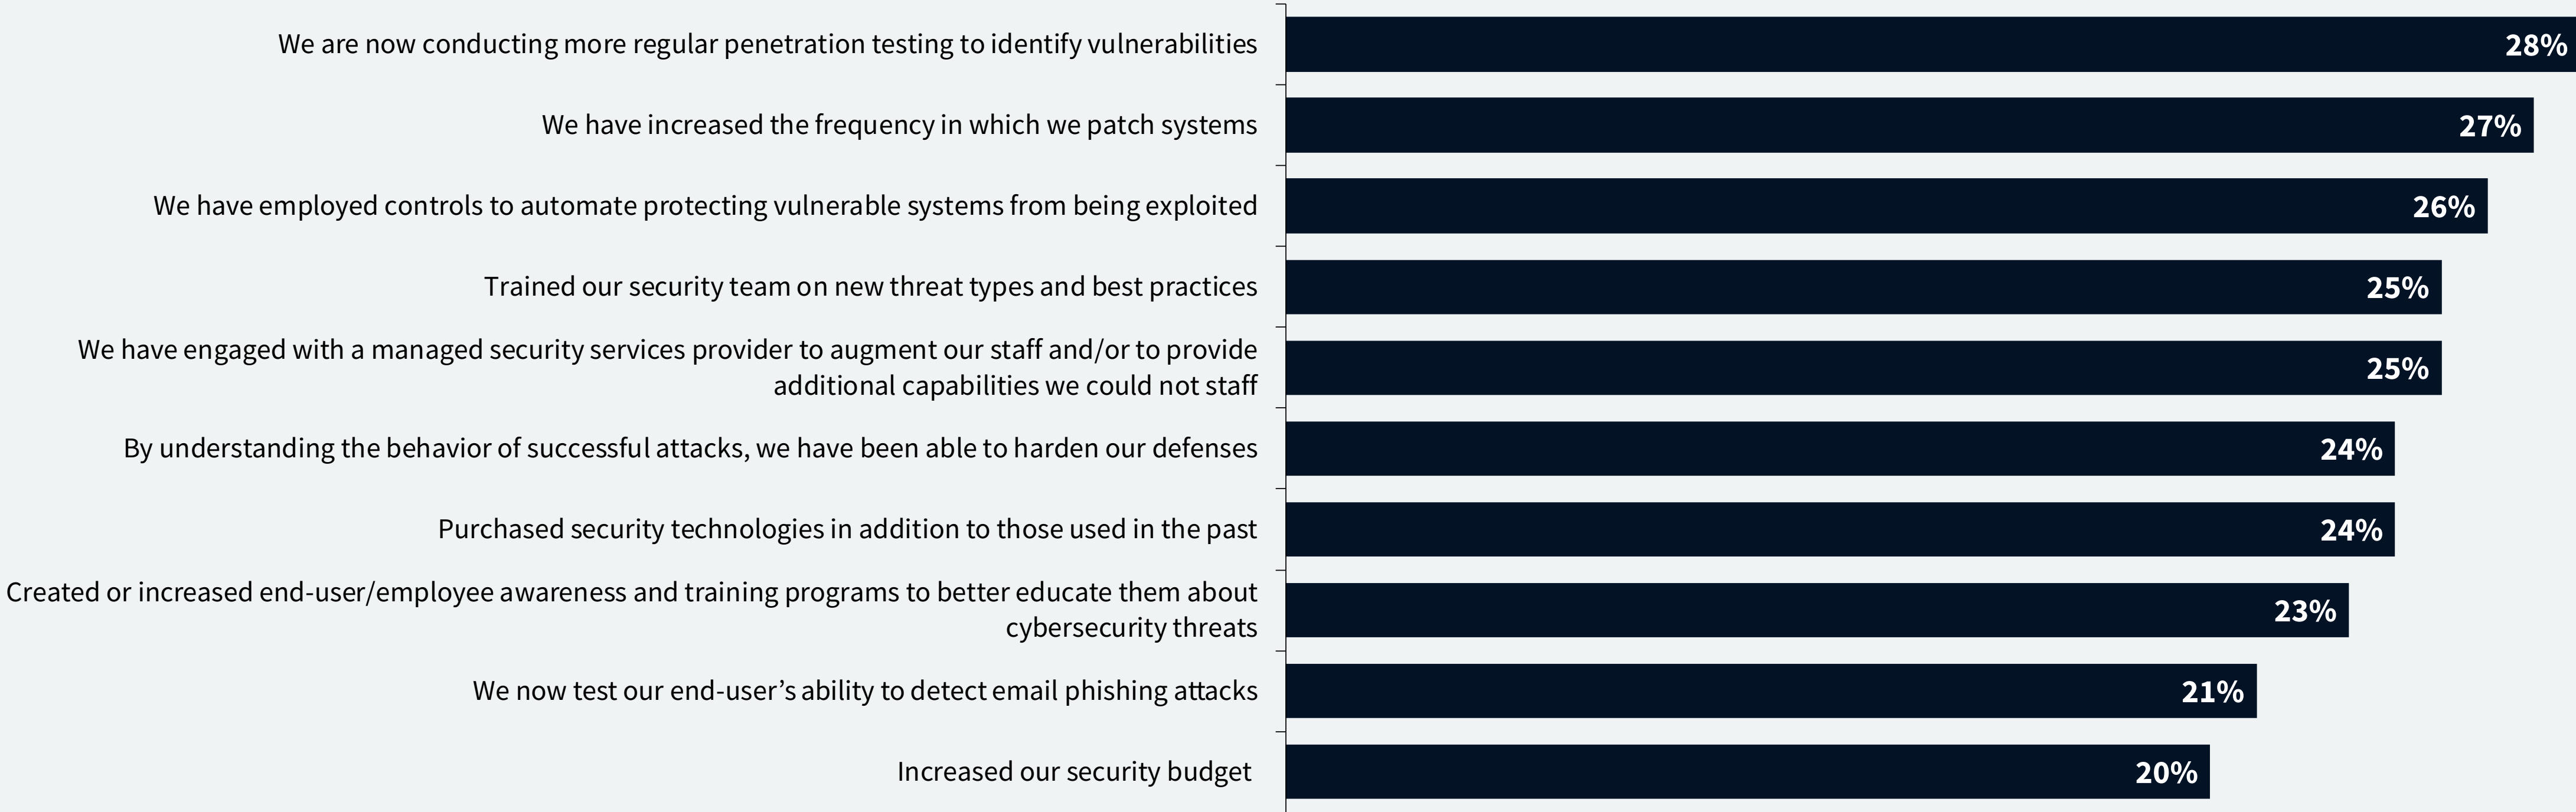 We are now conducting more regular penetration testing to identify vulnerabilities
28%
We have increased the frequency in which we patch systems
27%
We have employed controls to automate protecting vulnerable systems from being exploited
26%
Trained our security team on new threat types and best practices
25%
We have engaged with a managed security services provider to augment our staff and/or to provide
additional capabilities we could not staff
25%
By understanding the behavior of successful attacks, we have been able to harden our defenses
24%
Purchased security technologies in addition to those used in the past
24%
Created or increased end-user/employee awareness and training programs to better educate them about
cybersecurity threats
23%
We now test our end-user’s ability to detect email phishing attacks
21%
Increased our security budget
20%